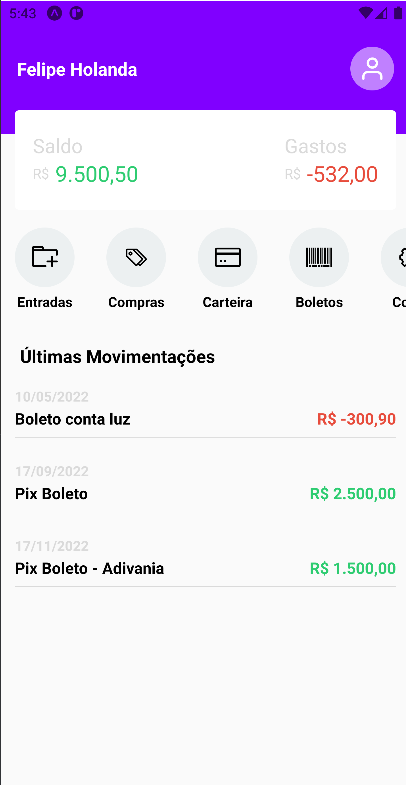 5:43
Felipe Holanda
Saldo Gastos
R$ 9.500,50 R$ -532,00
Entradas Compras Carteira Boletos Co
Últimas Movimentações
10/05/2022
Boleto conta luz R$ -300,90
17/09/2022
Pix Boleto R$ 2.500,00
17/11/2022
Pix Boleto - Adivania R$ 1.500,00